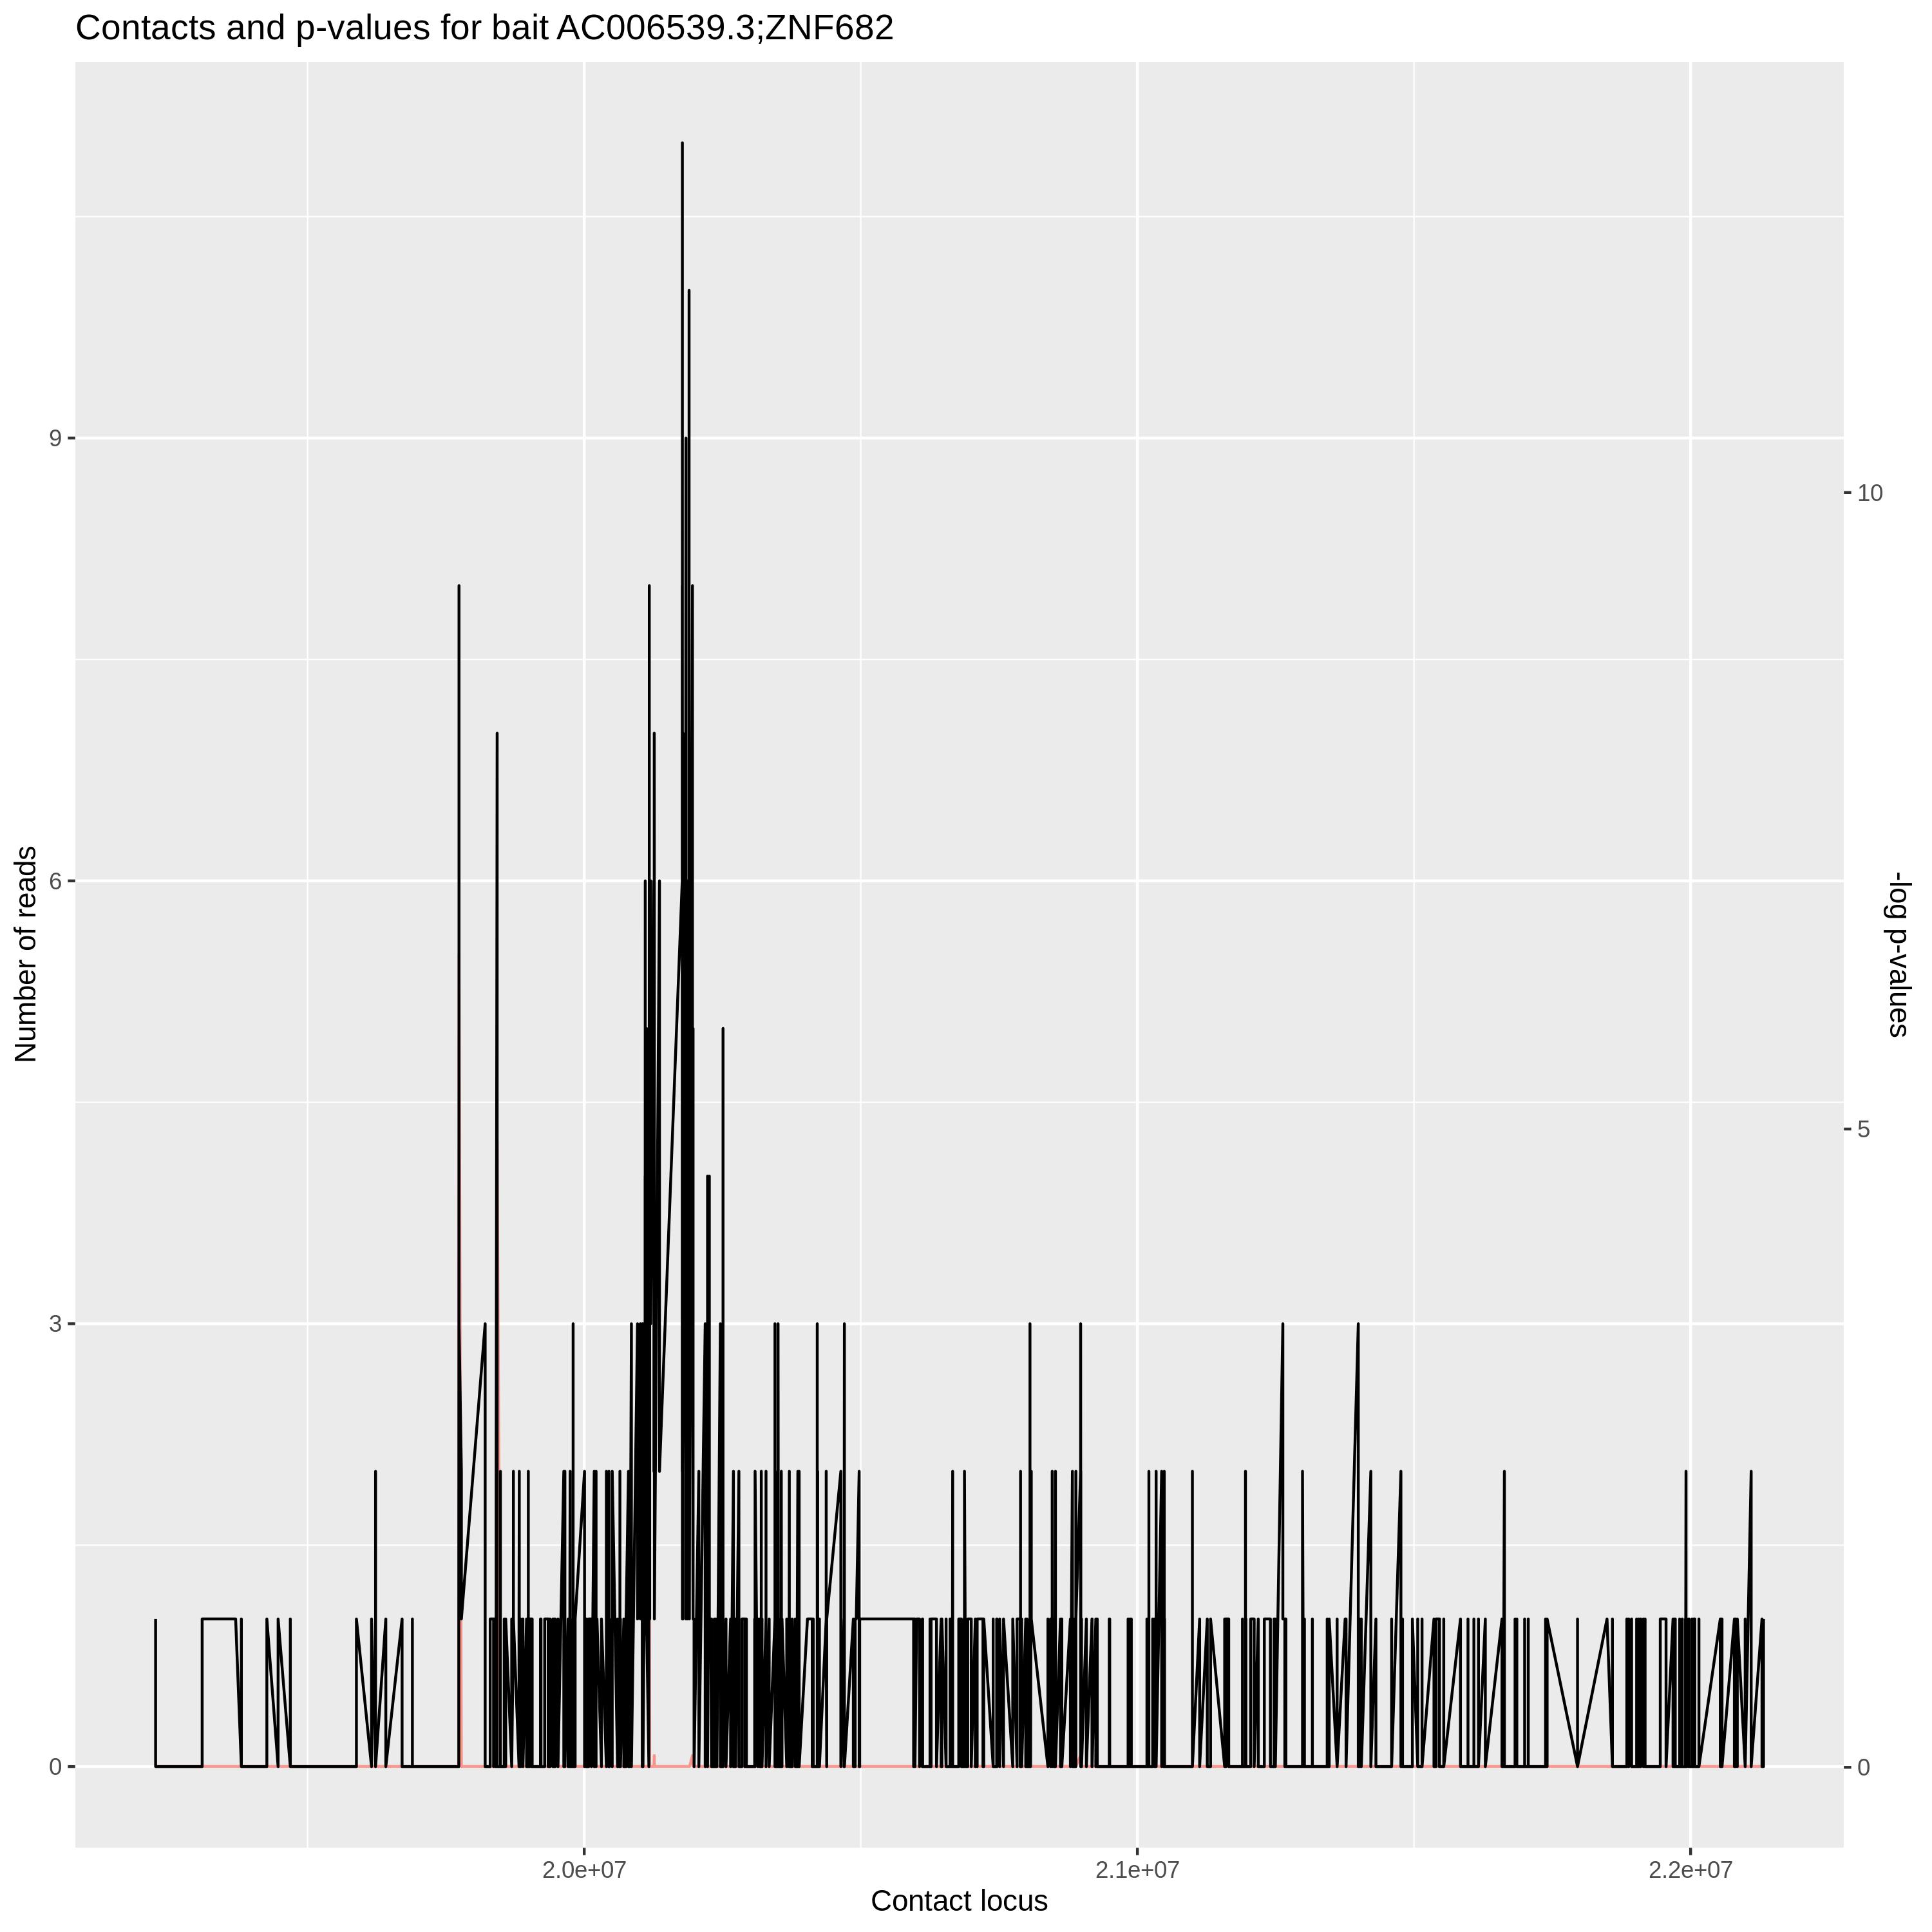 Contacts and p-values for bait AC006539.3;ZNF682
9
6
3
0
10
5
0
Number of reads
-log p-values
2.0e+07 2.1e+07 2.2e+07
Contact locus